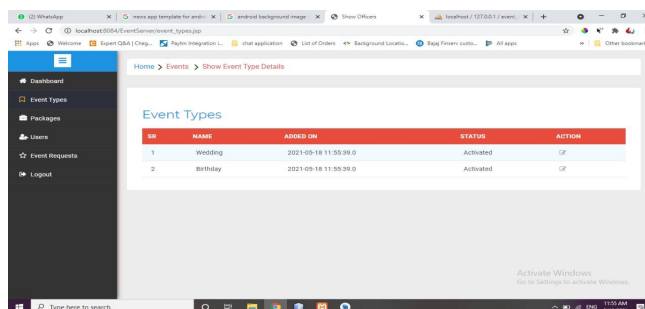 (2) WhatsApp
news app template for androi
android background image
Show Officers
localhost / 127.0.0.1 / event_
localhost:8084/EventServer/event_types.jsp
Apps
Welcome
Expert Q&A | Cheg...
Paytm Integration i...
chat application
List of Orders
Background Locatio...
Bajaj Finserv custo...
All apps
Other bookmark
Home > Events > Show Event Type Details
Dashboard
Event Types
Packages
Users
Event Requests
Logout
Event Types
SR NAME ADDED ON STATUS ACTION
1 Wedding 2021-05-18 11:55:39.0 Activated
2 Birthday 2021-05-18 11:55:39.0 Activated
Activate Windows
Go to Settings to activate Windows.
Type here to search
ENG
11:55 AM